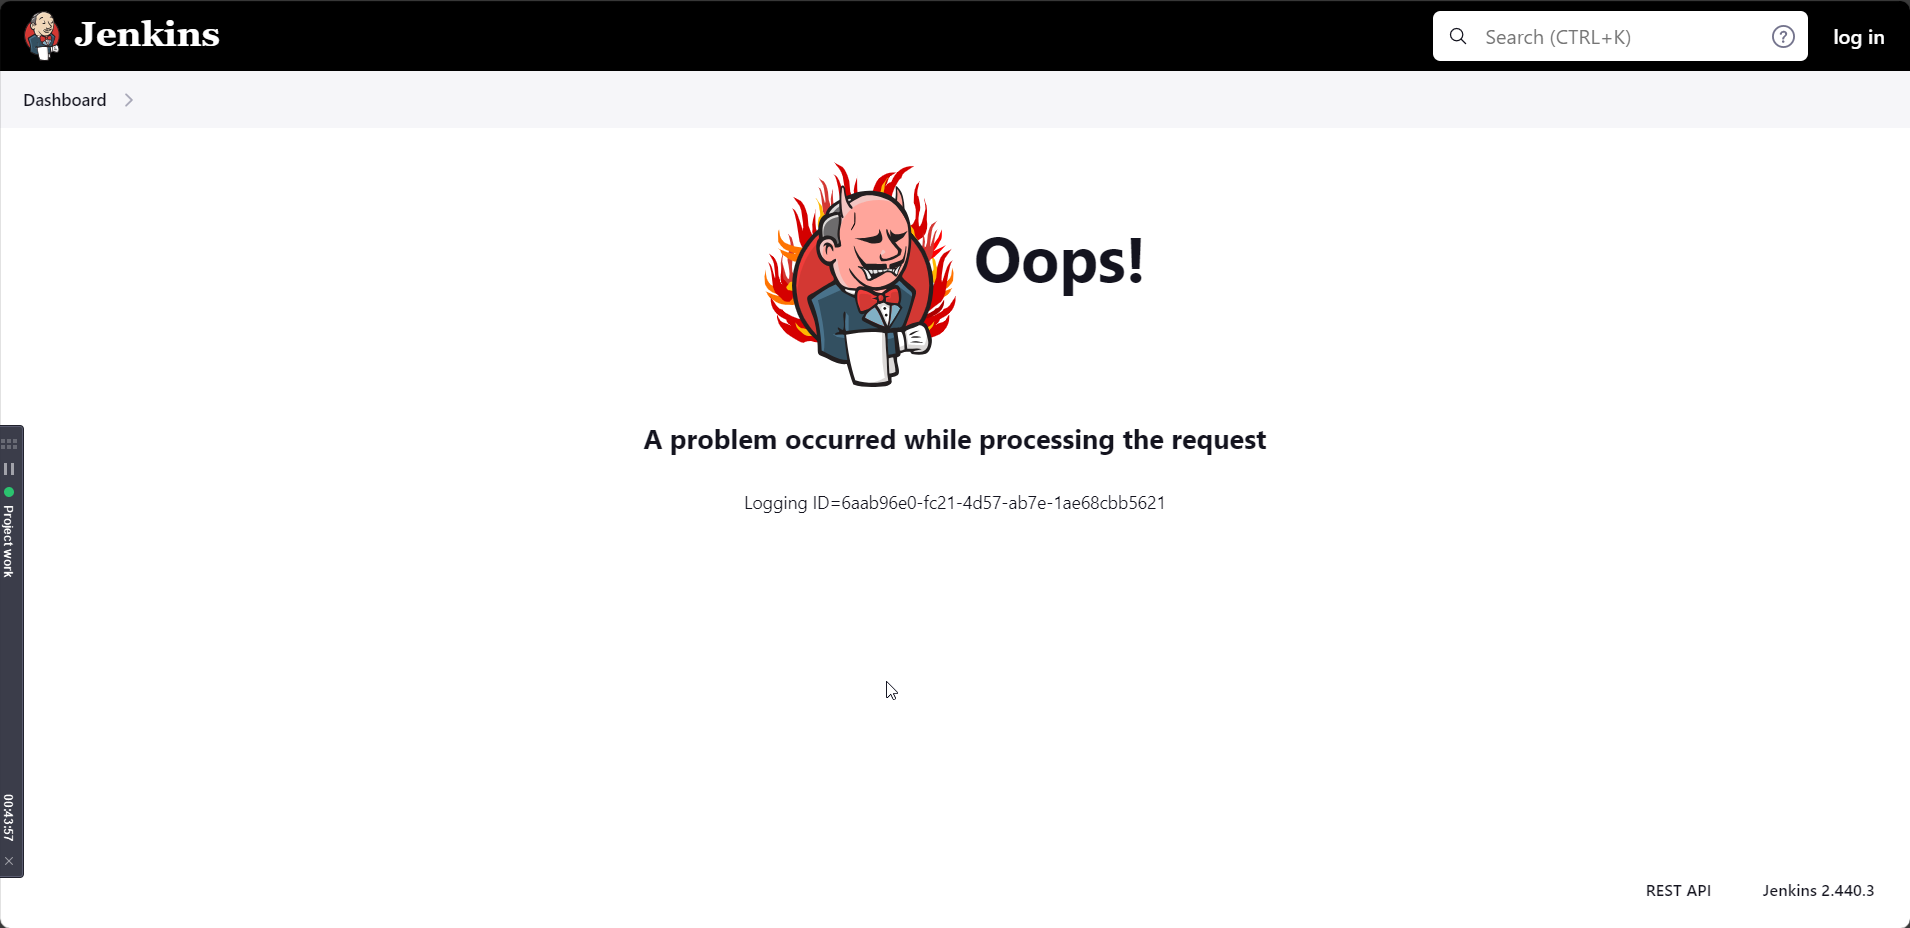 Jenkins
Search (CTRL+K)
?
log in
Dashboard
Oops!
A problem occurred while processing the request
Logging ID=6aab96e0-fc21-4d57-ab7e-1ae68cbb5621
Project work
00:43:57
REST API
Jenkins 2.440.3